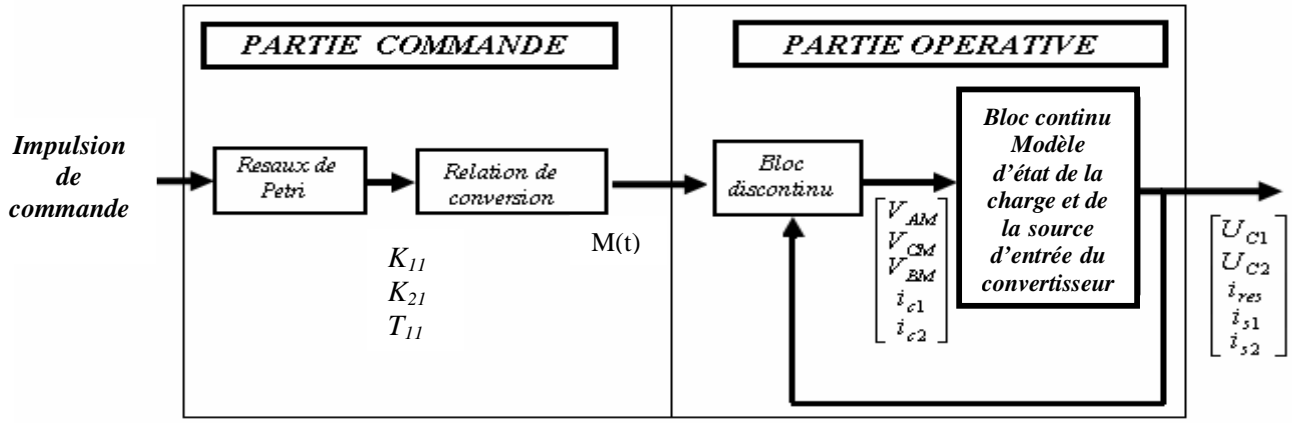 PARTIE COMMANDE
PARTIE OPERATIVE
Impulsion
de
commande
Resaux de
Petri
Relation de
conversion
K11
K21
T11
M(t)
Bloc
discontinu
VAM
VCM
VBM
ic1
ic2
Bloc continu
Modèle
d'état de la
charge et de
la source
d'entrée du
convertisseur
UC1
UC2
ires
is1
is2